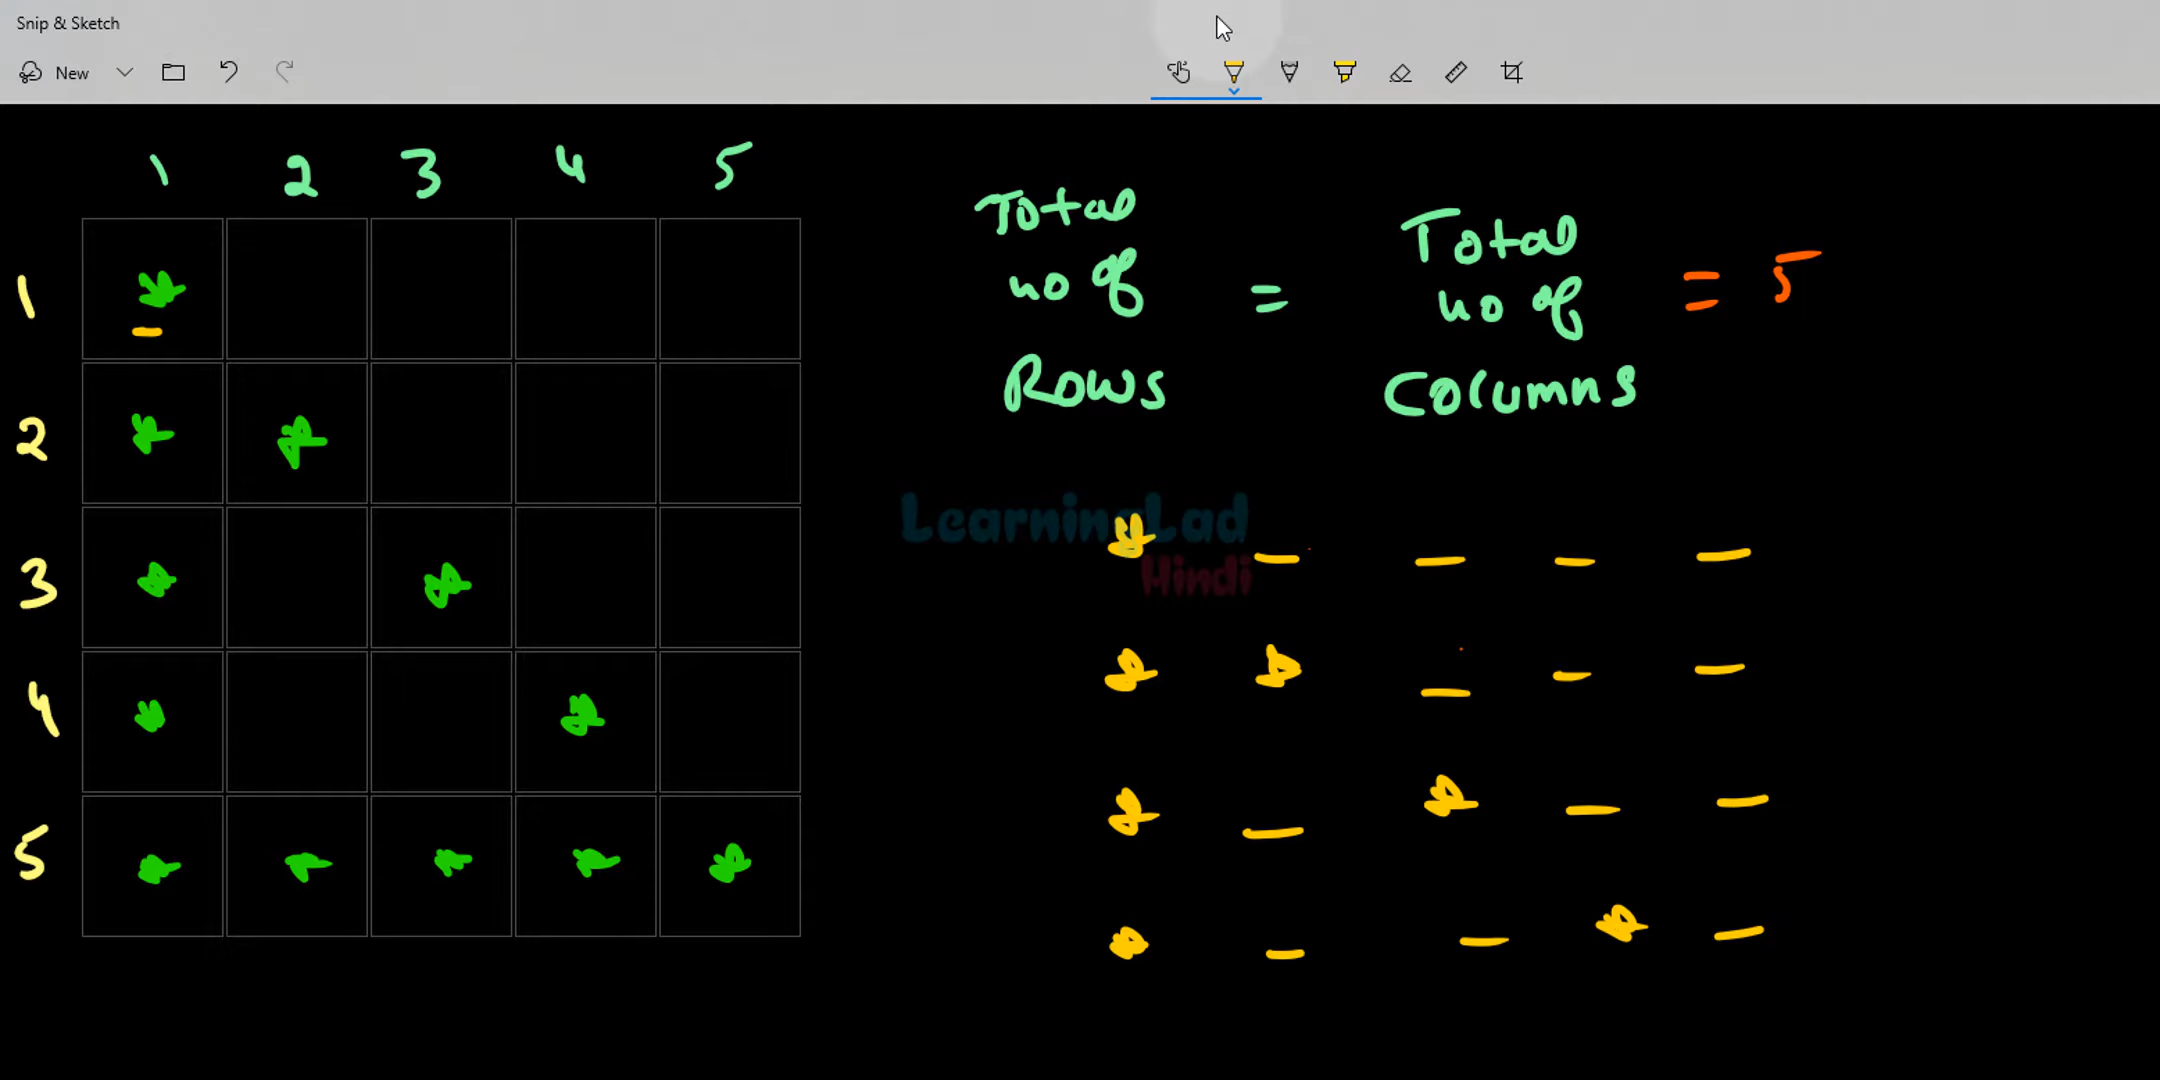 Snip & Sketch
New
1 2 3 4 5
1
2
3
4
5
Total
no of
Rows
=
Total
no of
Columns
= 5
LearningLad
Hindi
* _ _ _ _
* * _ _ _
* _ * _ _
* _ _ * _